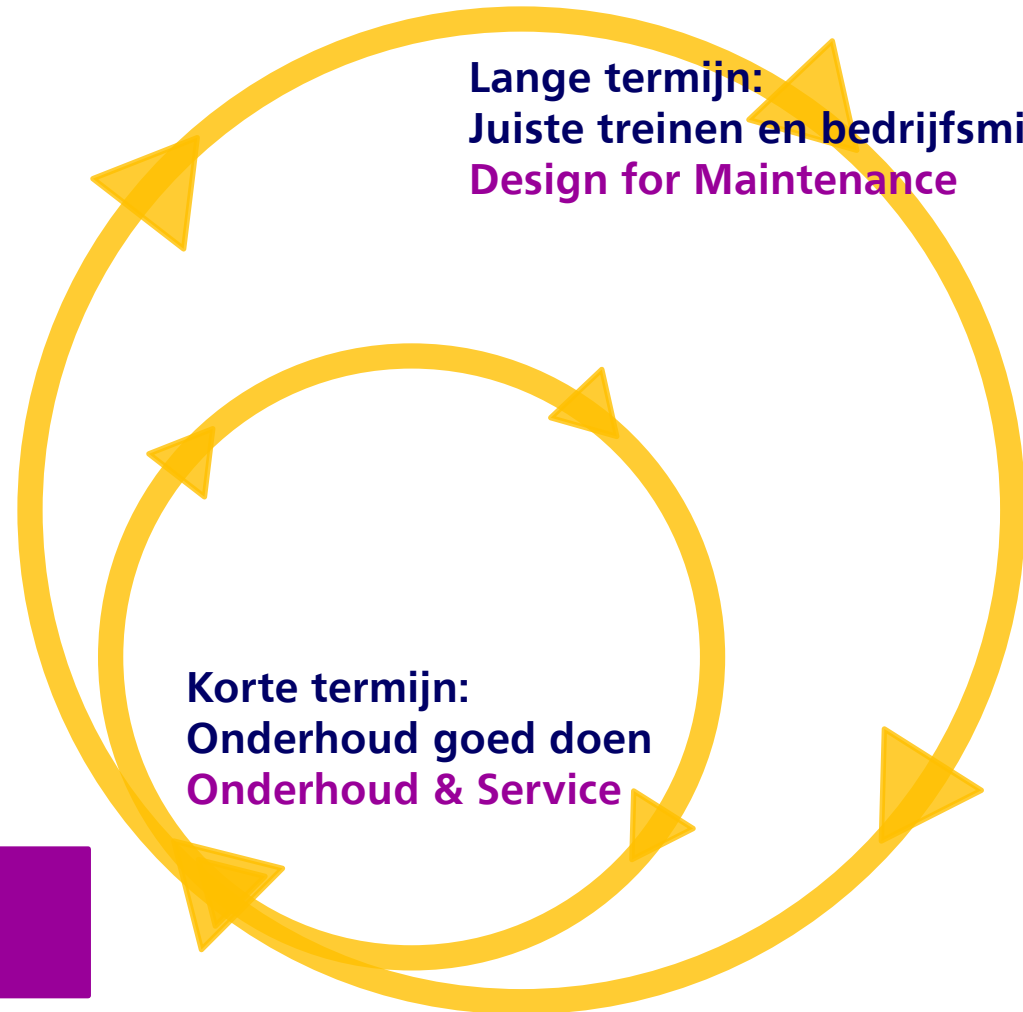 Lange termijn:
Juiste treinen en bedrijfsmi
Design for Maintenance
Korte termijn:
Onderhoud goed doen
Onderhoud & Service